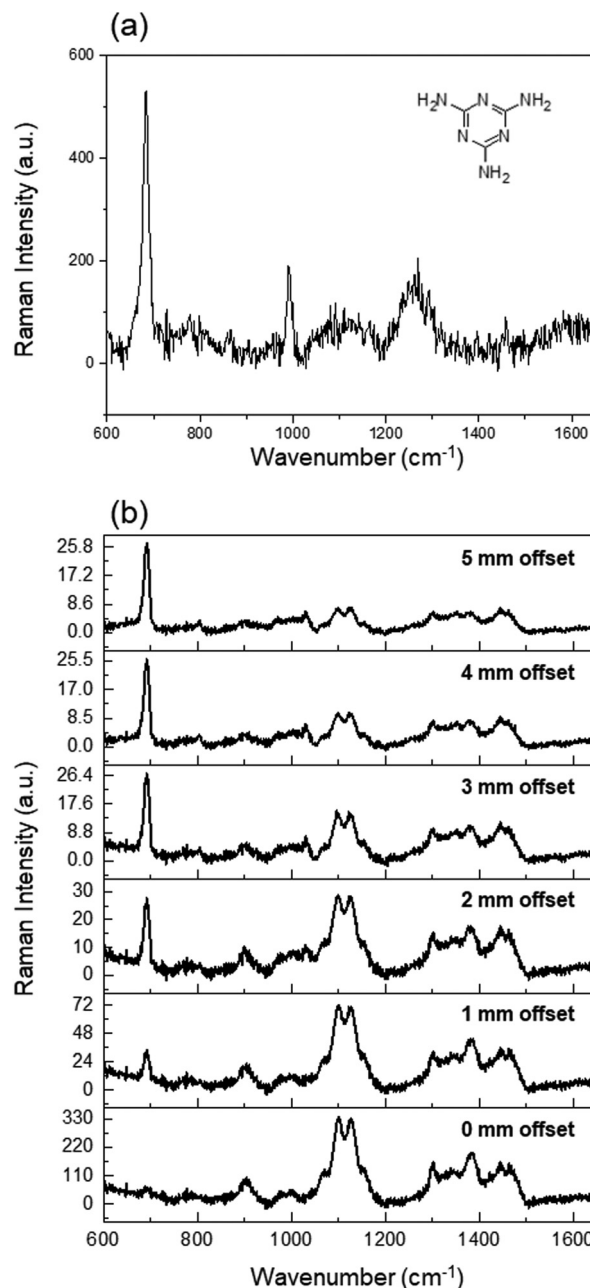 (a)
600
400
200
0
Raman Intensity (a.u.)
H₂N N NH₂
N N
NH₂
600 800 1000 1200 1400 1600
Wavenumber (cm⁻¹)
(b)
25.8
17.2
8.6
0.0
5 mm offset
25.5
17.0
8.5
0.0
4 mm offset
26.4
17.6
8.8
0.0
3 mm offset
30
20
10
0
2 mm offset
72
48
24
0
1 mm offset
330
220
110
0
0 mm offset
Raman Intensity (a.u.)
600 800 1000 1200 1400 1600
Wavenumber (cm⁻¹)